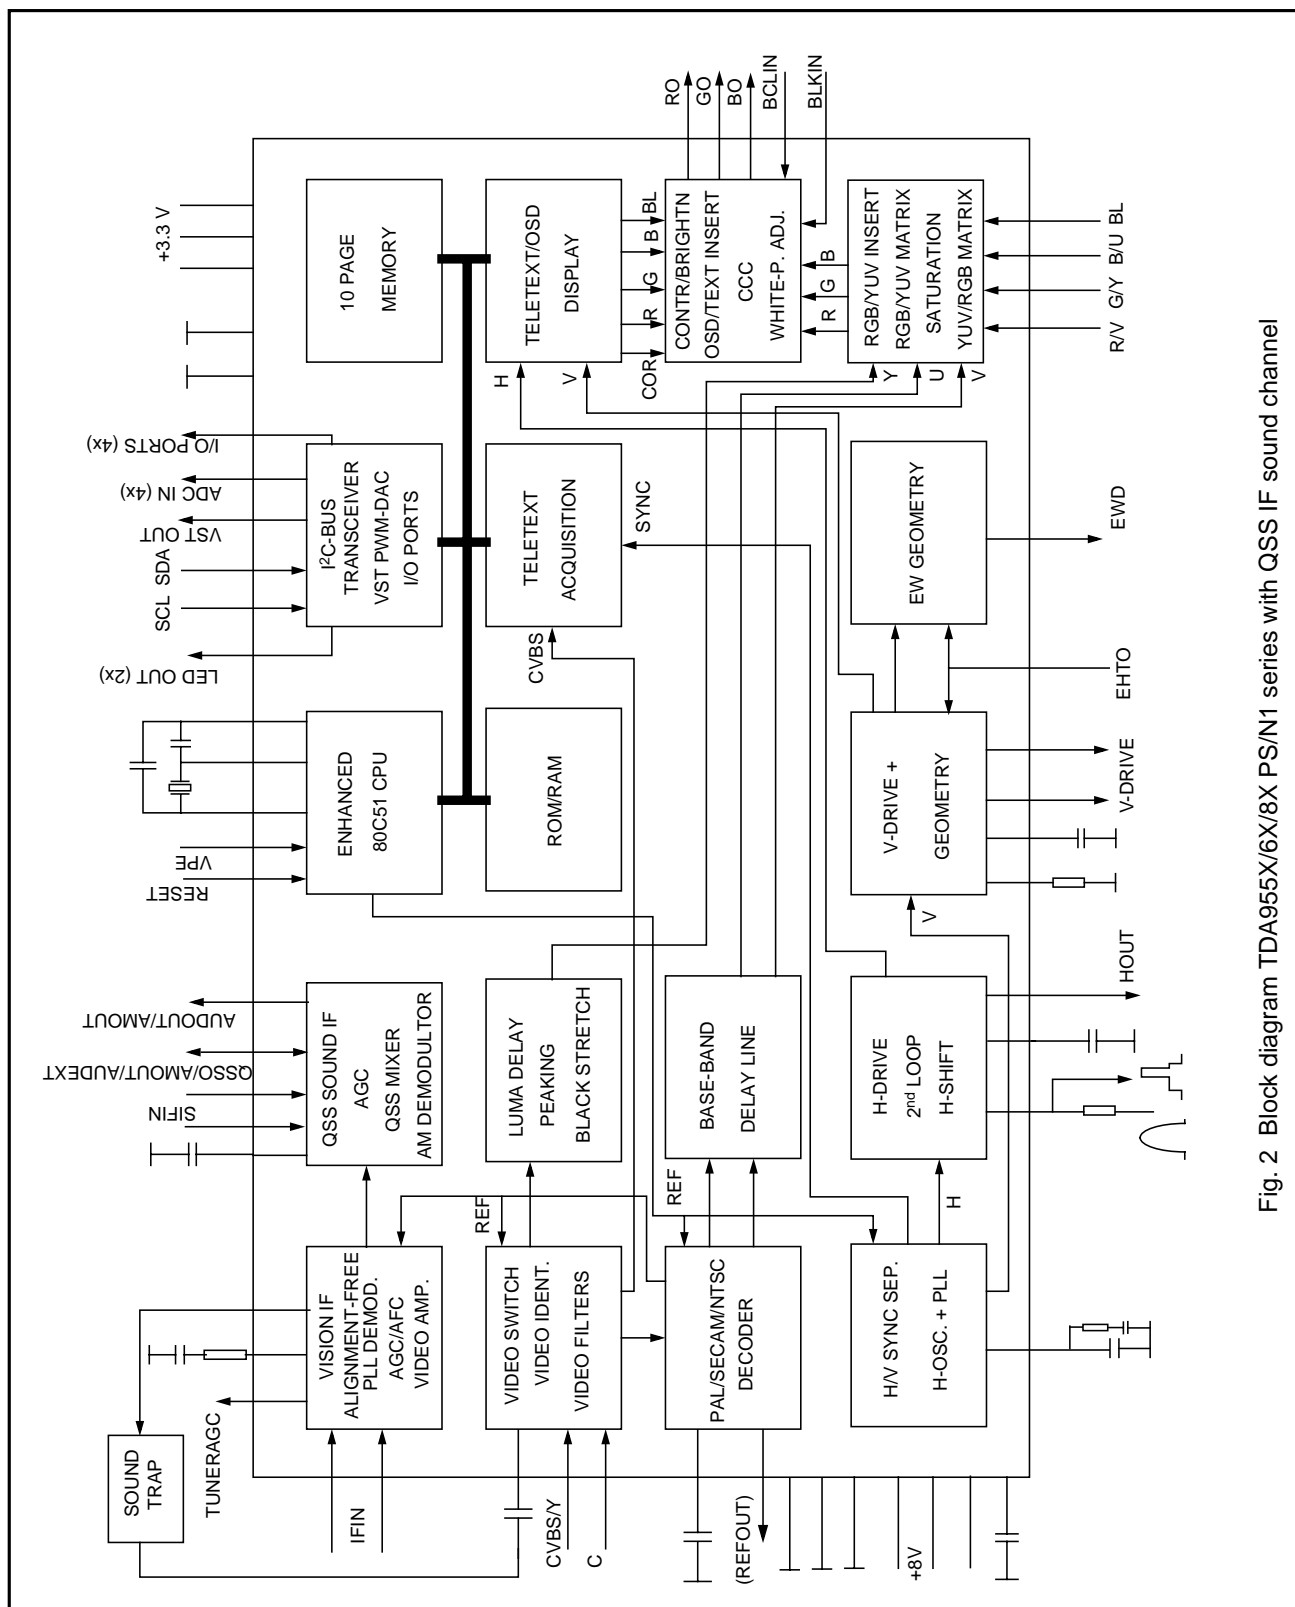 SOUND
TRAP
TUNERAGC
IFIN
VISION IF
ALIGNMENT-FREE
PLL DEMOD.
AGC/AFC
VIDEO AMP.
SIFIN
QSSO/AMOUT/AUDEXT
AUDOUT/AMOUT
QSS SOUND IF
AGC
QSS MIXER
AM DEMODULTOR
RESET
VPE
ENHANCED
80C51 CPU
LED OUT (2x)
SCL
SDA
VST OUT
ADC IN (4x)
I/O PORTS (4x)
I²C-BUS
TRANSCEIVER
VST PWM-DAC
I/O PORTS
+3.3 V
10 PAGE
MEMORY
CVBS/Y
C
REF
VIDEO SWITCH
VIDEO IDENT.
VIDEO FILTERS
LUMA DELAY
PEAKING
BLACK STRETCH
ROM/RAM
CVBS
TELETEXT
ACQUISITION
SYNC
H
V
TELETEXT/OSD
DISPLAY
COR
R
G
B
BL
(REFOUT)
REF
PAL/SECAM/NTSC
DECODER
BASE-BAND
DELAY LINE
CONTR/BRIGHTN
OSD/TEXT INSERT
CCC
WHITE-P. ADJ.
RO
GO
BO
BCLIN
BLKIN
R
G
B
Y
U
V
RGB/YUV INSERT
RGB/YUV MATRIX
SATURATION
YUV/RGB MATRIX
R/V
G/Y
B/U
BL
+8V
H/V SYNC SEP.
H-OSC. + PLL
H
H-DRIVE
2nd LOOP
H-SHIFT
HOUT
V
V-DRIVE +
GEOMETRY
V-DRIVE
EHTO
EW GEOMETRY
EWD
Fig. 2 Block diagram TDA955X/6X/8X PS/N1 series with QSS IF sound channel